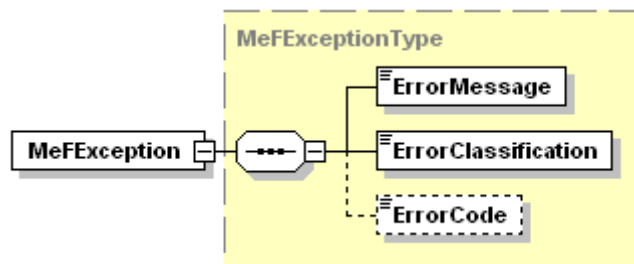 MeFExceptionType
ErrorMessage
MeFException
ErrorClassification
ErrorCode